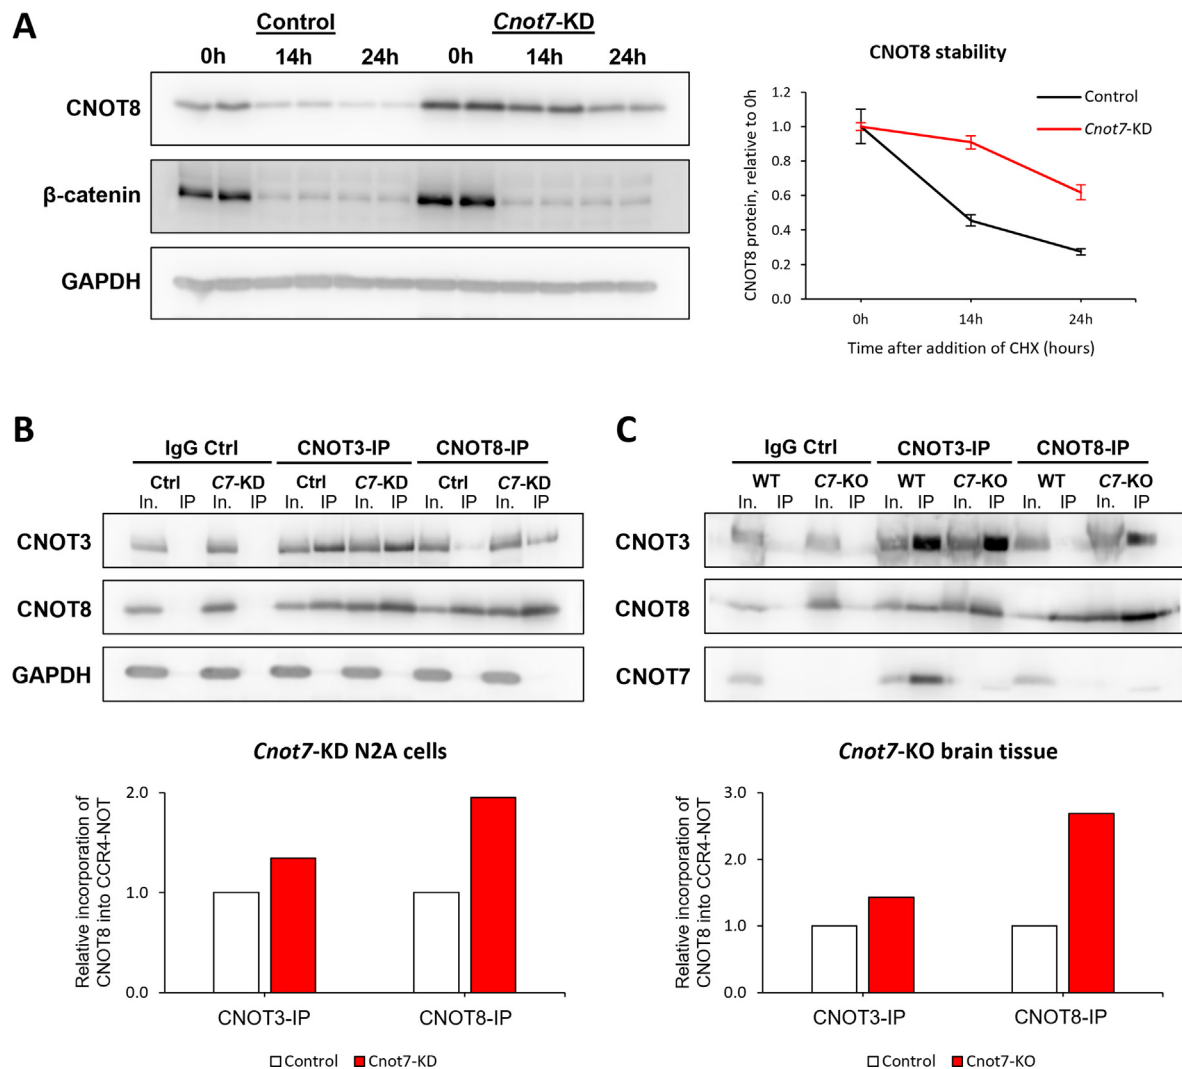 A
Control
Cnot7-KD
0h 14h 24h 0h 14h 24h
CNOT8
β-catenin
GAPDH
CNOT8 stability
CNOT8 protein, relative to 0h
1.2
1.0
0.8
0.6
0.4
0.2
0.0
Control
Cnot7-KD
0h 14h 24h
Time after addition of CHX (hours)
B
IgG Ctrl CNOT3-IP CNOT8-IP
Ctrl C7-KD Ctrl C7-KD Ctrl C7-KD
In. IP In. IP In. IP In. IP In. IP In. IP
CNOT3
CNOT8
GAPDH
Cnot7-KD N2A cells
Relative incorporation of
CNOT8 into CCR4-NOT
2.0
1.0
0.0
CNOT3-IP CNOT8-IP
Control Cnot7-KD
C
IgG Ctrl CNOT3-IP CNOT8-IP
WT C7-KO WT C7-KO WT C7-KO
In. IP In. IP In. IP In. IP In. IP In. IP
CNOT3
CNOT8
CNOT7
Cnot7-KO brain tissue
Relative incorporation of
CNOT8 into CCR4-NOT
3.0
2.0
1.0
0.0
CNOT3-IP CNOT8-IP
Control Cnot7-KO